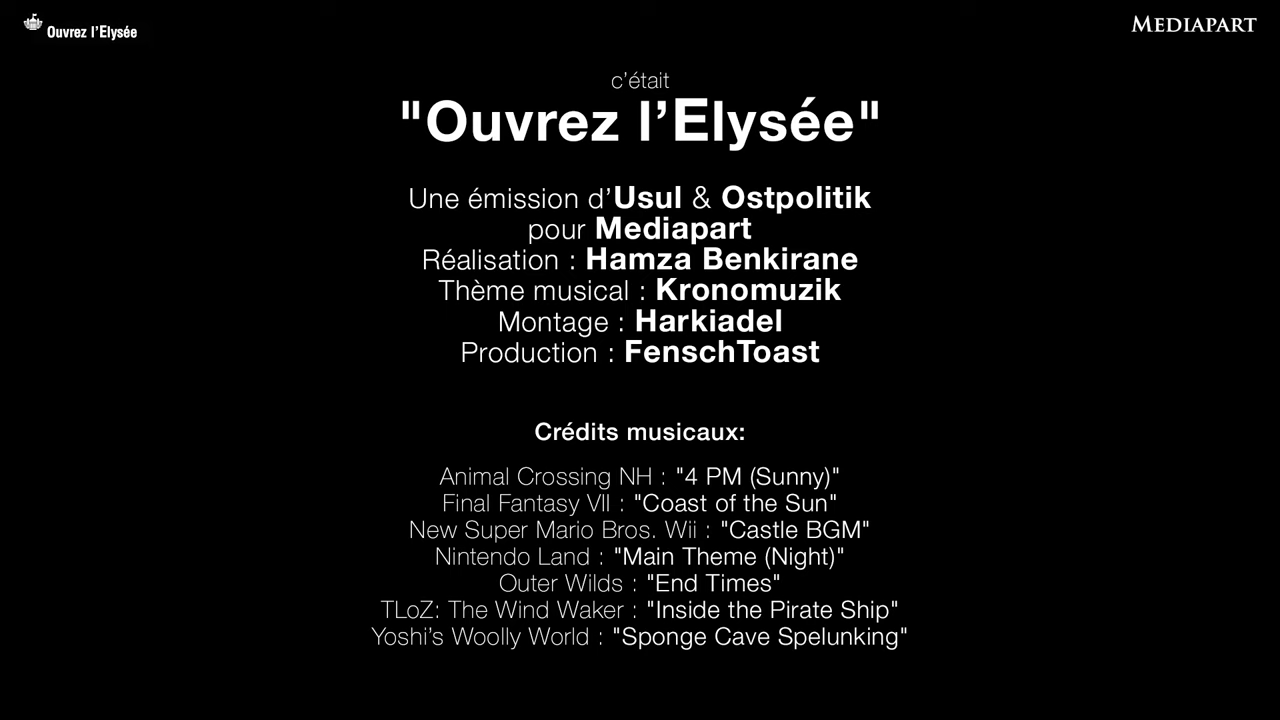 Ouvrez l'Elysée
MEDIAPART
c'était
"Ouvrez l'Elysée"
Une émission d'Usul & Ostpolitik
pour Mediapart
Réalisation : Hamza Benkirane
Thème musical : Kronomuzik
Montage : Harkiadel
Production : FenschToast
Crédits musicaux:
Animal Crossing NH : "4 PM (Sunny)"
Final Fantasy VII : "Coast of the Sun"
New Super Mario Bros. Wii : "Castle BGM"
Nintendo Land : "Main Theme (Night)"
Outer Wilds : "End Times"
TLoZ: The Wind Waker : "Inside the Pirate Ship"
Yoshi's Woolly World : "Sponge Cave Spelunking"